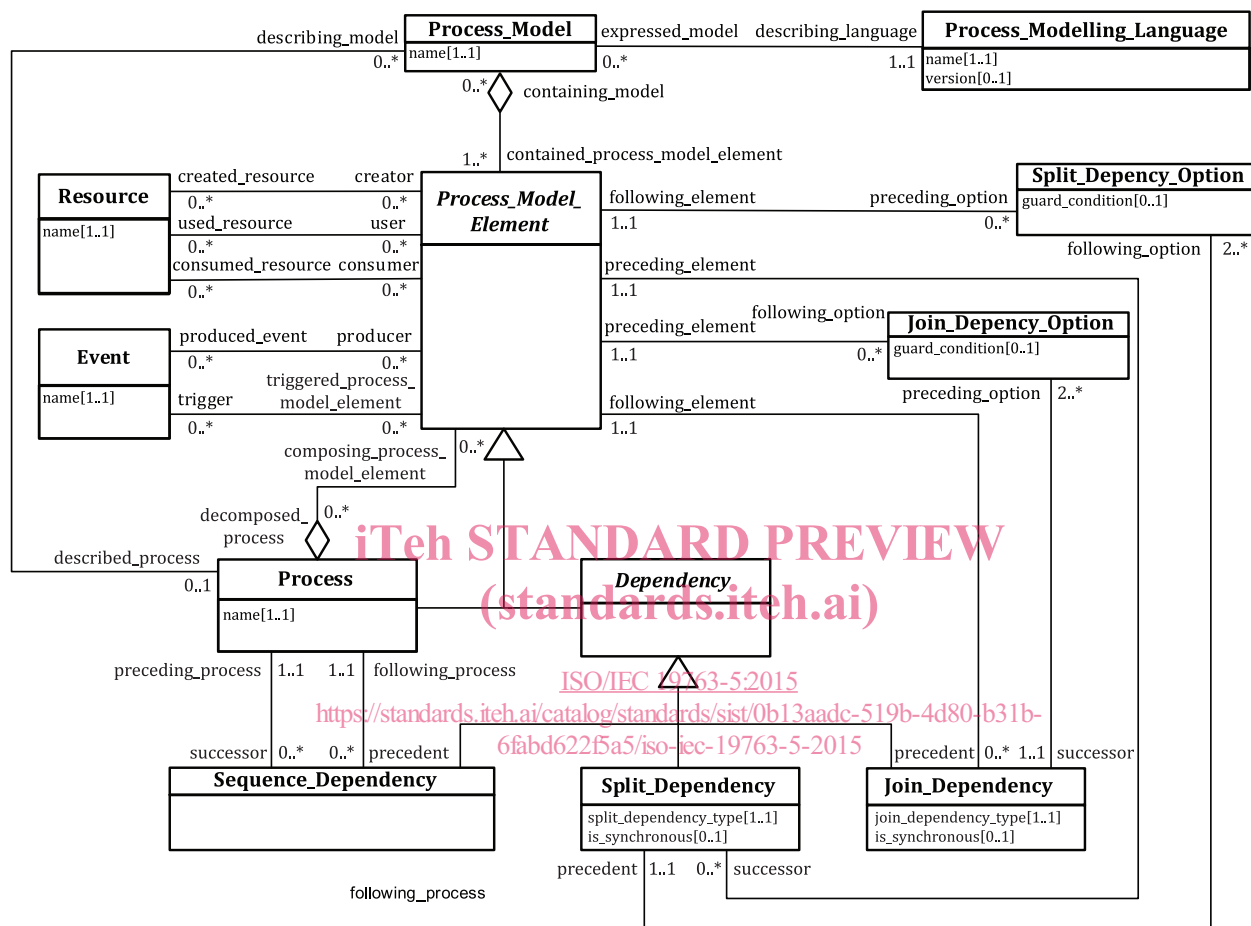 Process_Model
name[1..1]
describing_model
0..*
expressed_model
0..*
describing_language
1..1
Process_Modelling_Language
name[1..1]
version[0..1]
0..*
containing_model
1..*
contained_process_model_element
Resource
name[1..1]
created_resource
0..*
creator
0..*
used_resource
0..*
user
0..*
consumed_resource
0..*
consumer
0..*
Process_Model_
Element
following_element
1..1
preceding_option
0..*
Split_Depency_Option
guard_condition[0..1]
following_option
2..*
preceding_element
1..1
preceding_element
1..1
following_option
0..*
Join_Depency_Option
guard_condition[0..1]
preceding_option
2..*
Event
name[1..1]
produced_event
0..*
producer
0..*
trigger
0..*
triggered_process_
model_element
0..*
following_element
1..1
composing_process_
model_element
0..*
decomposed_
process
0..*
iTeh STANDARD PREVIEW
(standards.iteh.ai)
described_process
0..1
Process
name[1..1]
Dependency
preceding_process
1..1
1..1
following_process
ISO/IEC 19763-5:2015
https://standards.iteh.ai/catalog/standards/sist/0b13aadc-519b-4d80-b31b-
6fabd622f5a5/iso-iec-19763-5-2015
successor
0..*
0..*
precedent
precedent
0..*
1..1
successor
Sequence_Dependency
Split_Dependency
split_dependency_type[1..1]
is_synchronous[0..1]
Join_Dependency
join_dependency_type[1..1]
is_synchronous[0..1]
precedent
1..1
0..*
successor
following_process